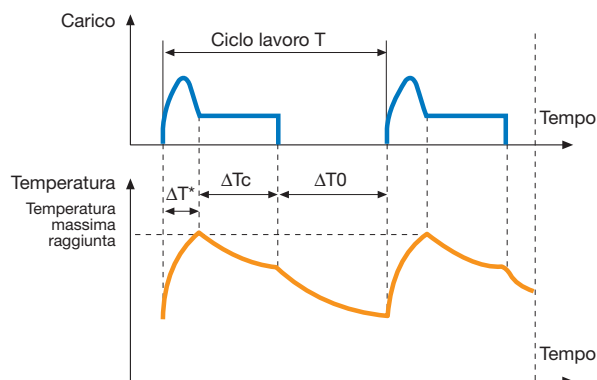 Carico
Ciclo lavoro T
Tempo
Temperatura
ΔT*
ΔTc
ΔT0
Temperatura
massima
raggiunta
Tempo